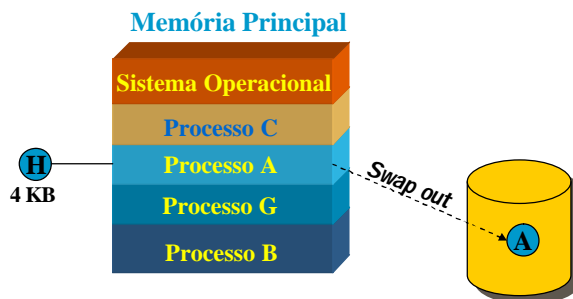 Memória Principal
Sistema Operacional
Processo C
H
Processo A
4 KB
Swap out
Processo G
A
Processo B